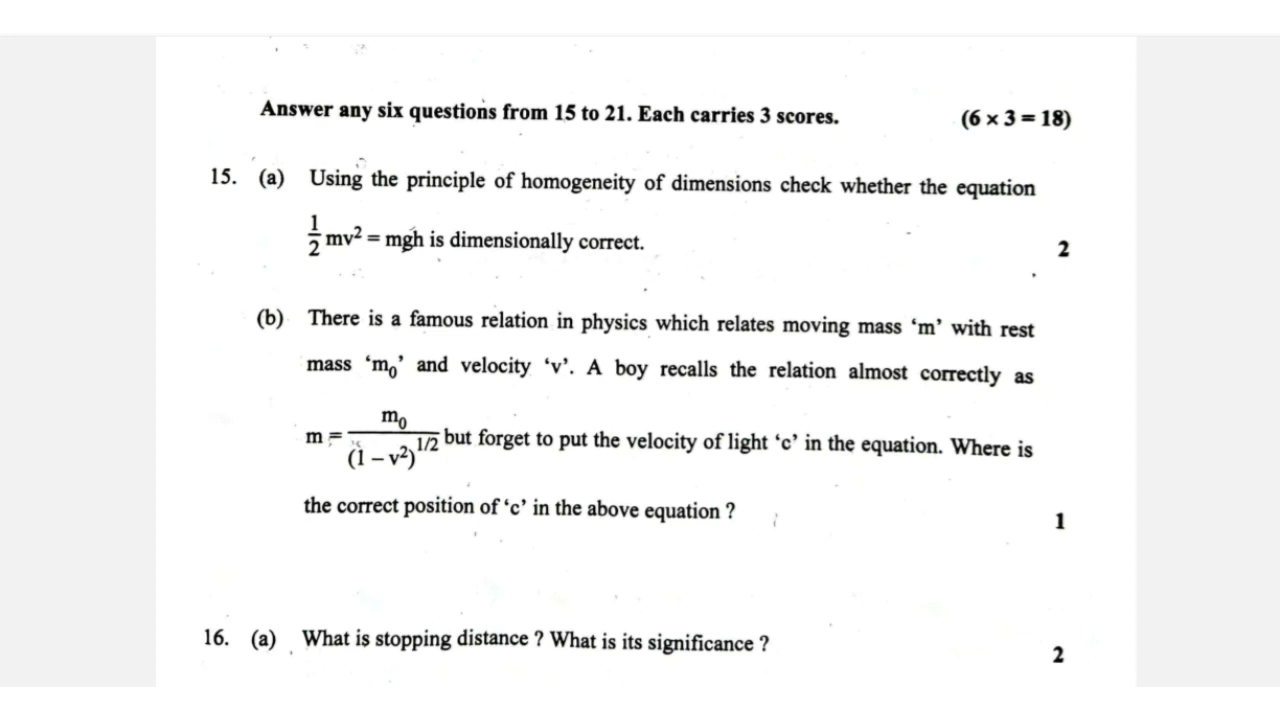 Answer any six questions from 15 to 21. Each carries 3 scores. (6 × 3 = 18)
15. (a) Using the principle of homogeneity of dimensions check whether the equation
1/2 mv² = mgh is dimensionally correct. 2
(b) There is a famous relation in physics which relates moving mass ‘m’ with rest
mass ‘m₀’ and velocity ‘v’. A boy recalls the relation almost correctly as
m = m₀/(1 – v²)^1/2 but forget to put the velocity of light ‘c’ in the equation. Where is
the correct position of ‘c’ in the above equation ? 1
16. (a) What is stopping distance ? What is its significance ? 2